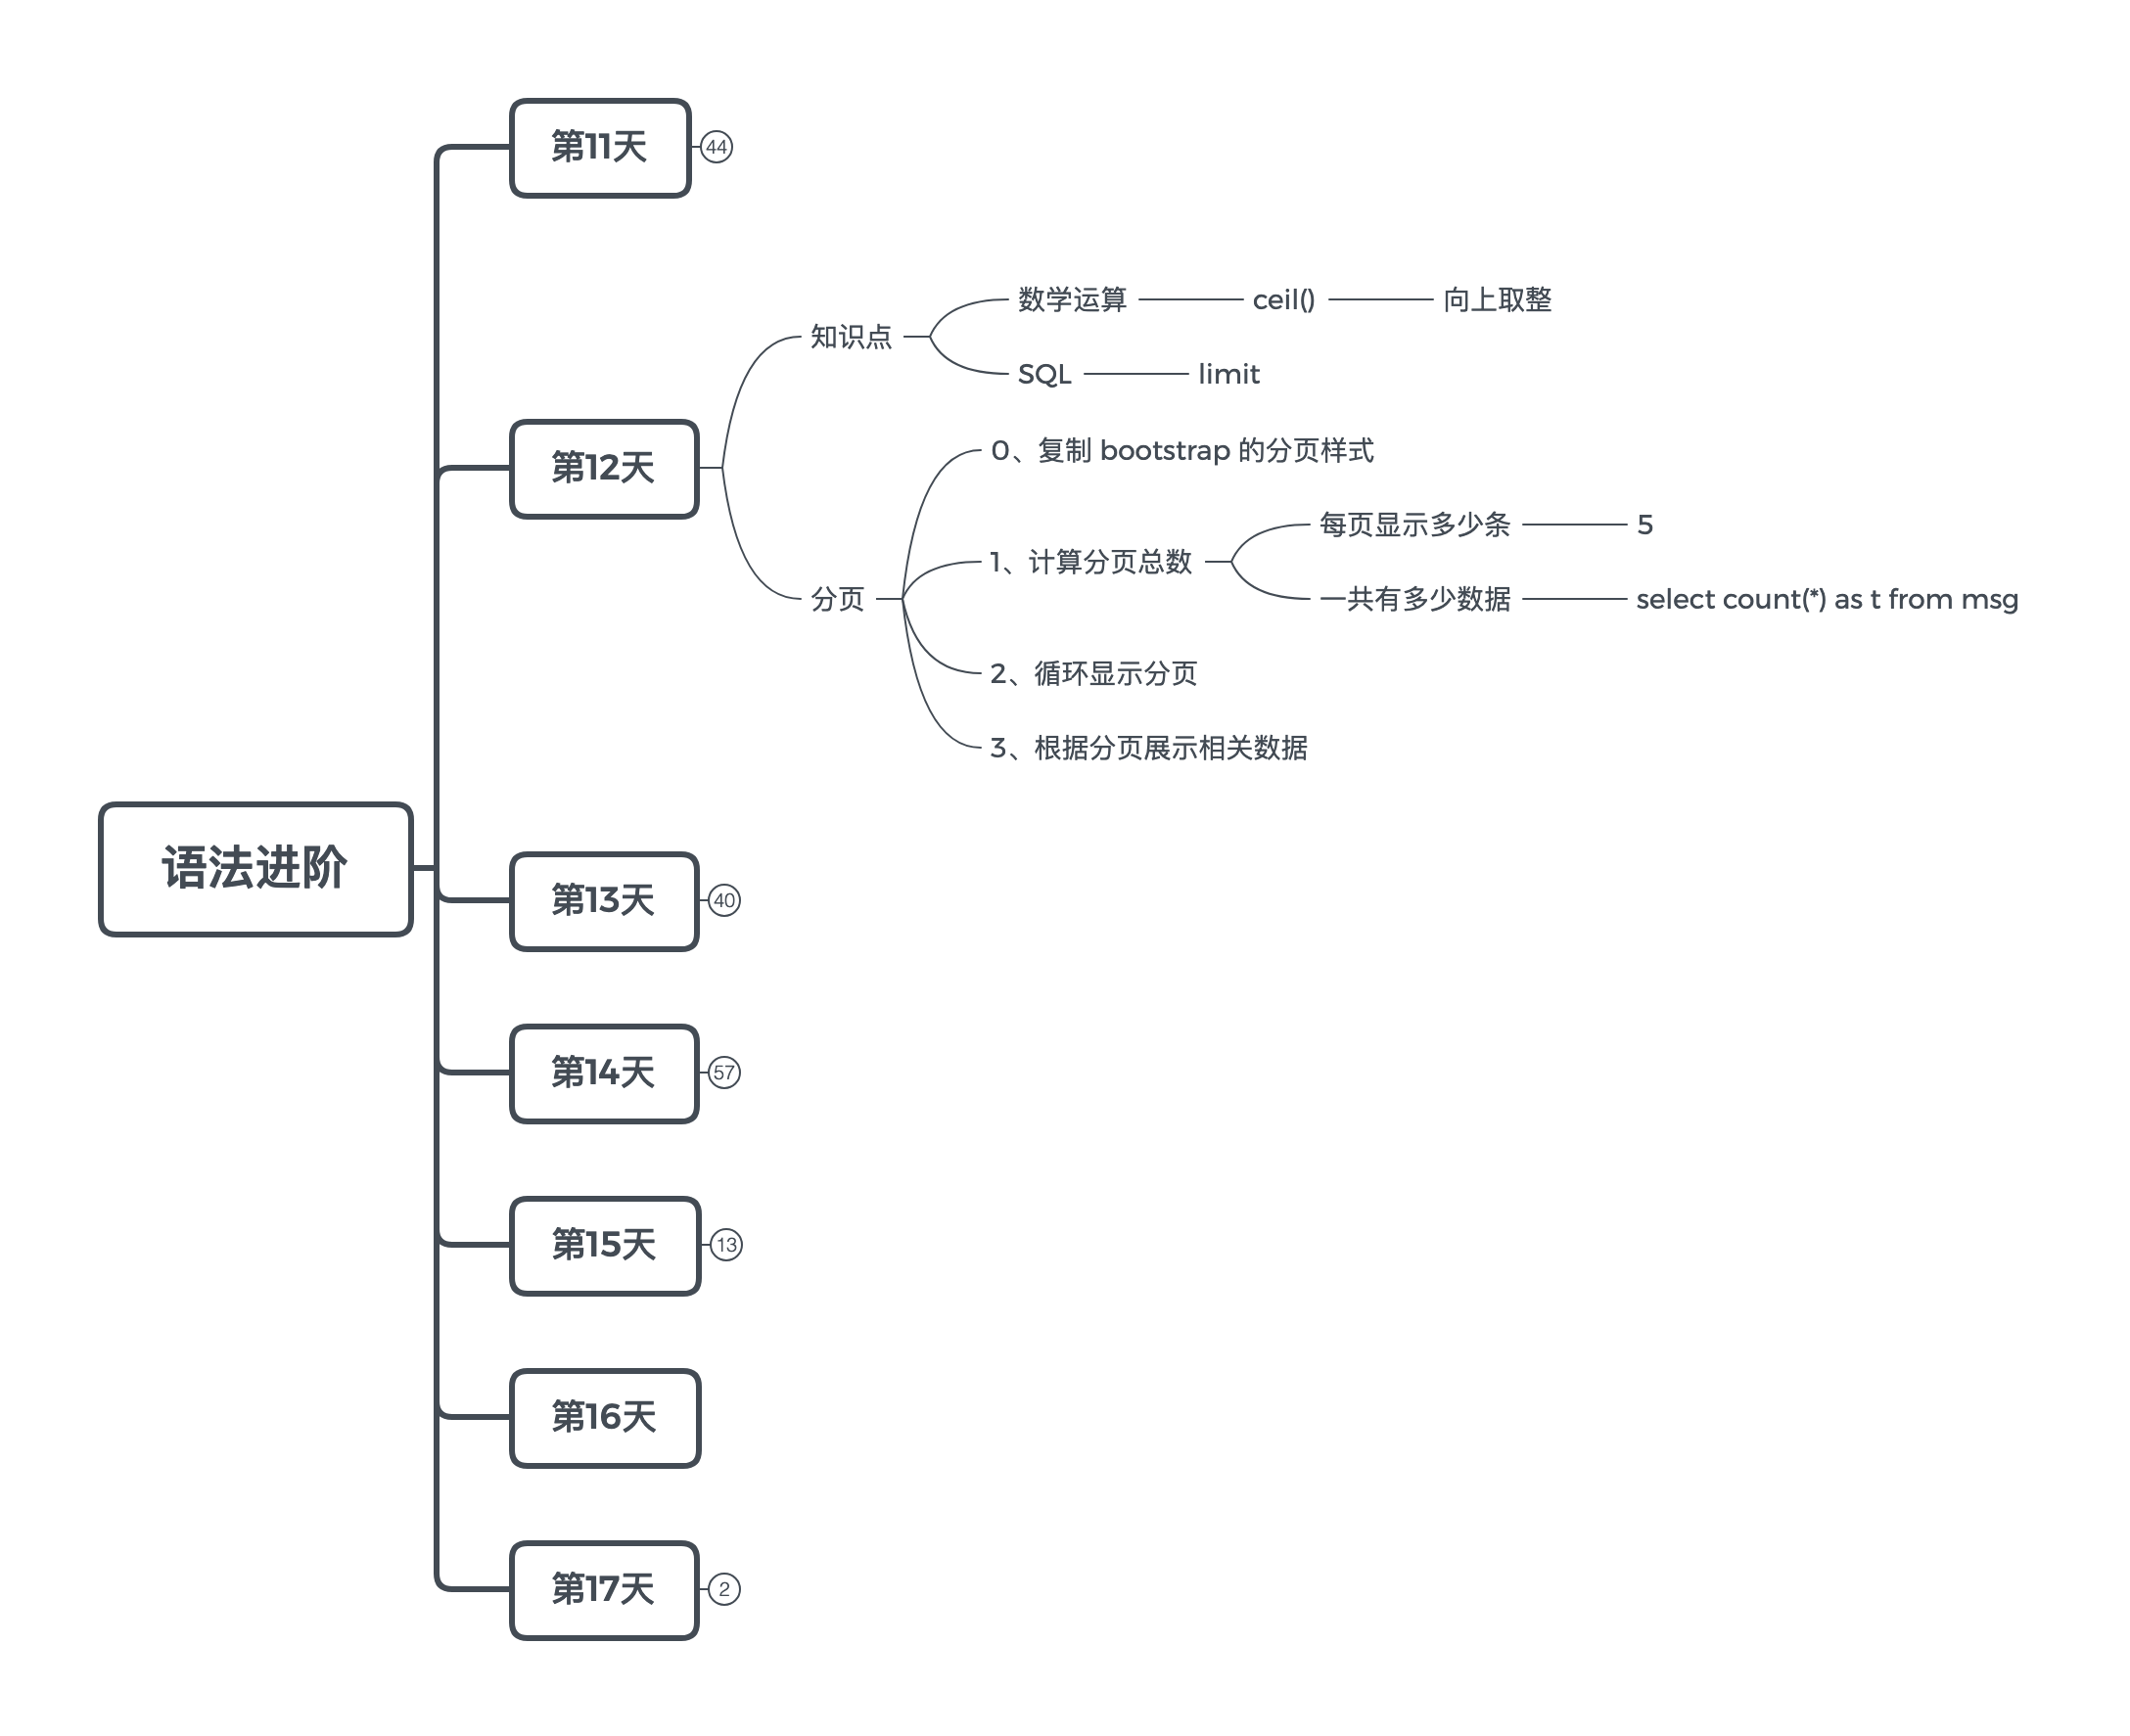 语法进阶
第11天
44
第12天
知识点
数学运算
ceil()
向上取整
SQL
limit
分页
0、复制 bootstrap 的分页样式
1、计算分页总数
每页显示多少条
5
一共有多少数据
select count(*) as t from msg
2、循环显示分页
3、根据分页展示相关数据
第13天
40
第14天
57
第15天
13
第16天
第17天
2